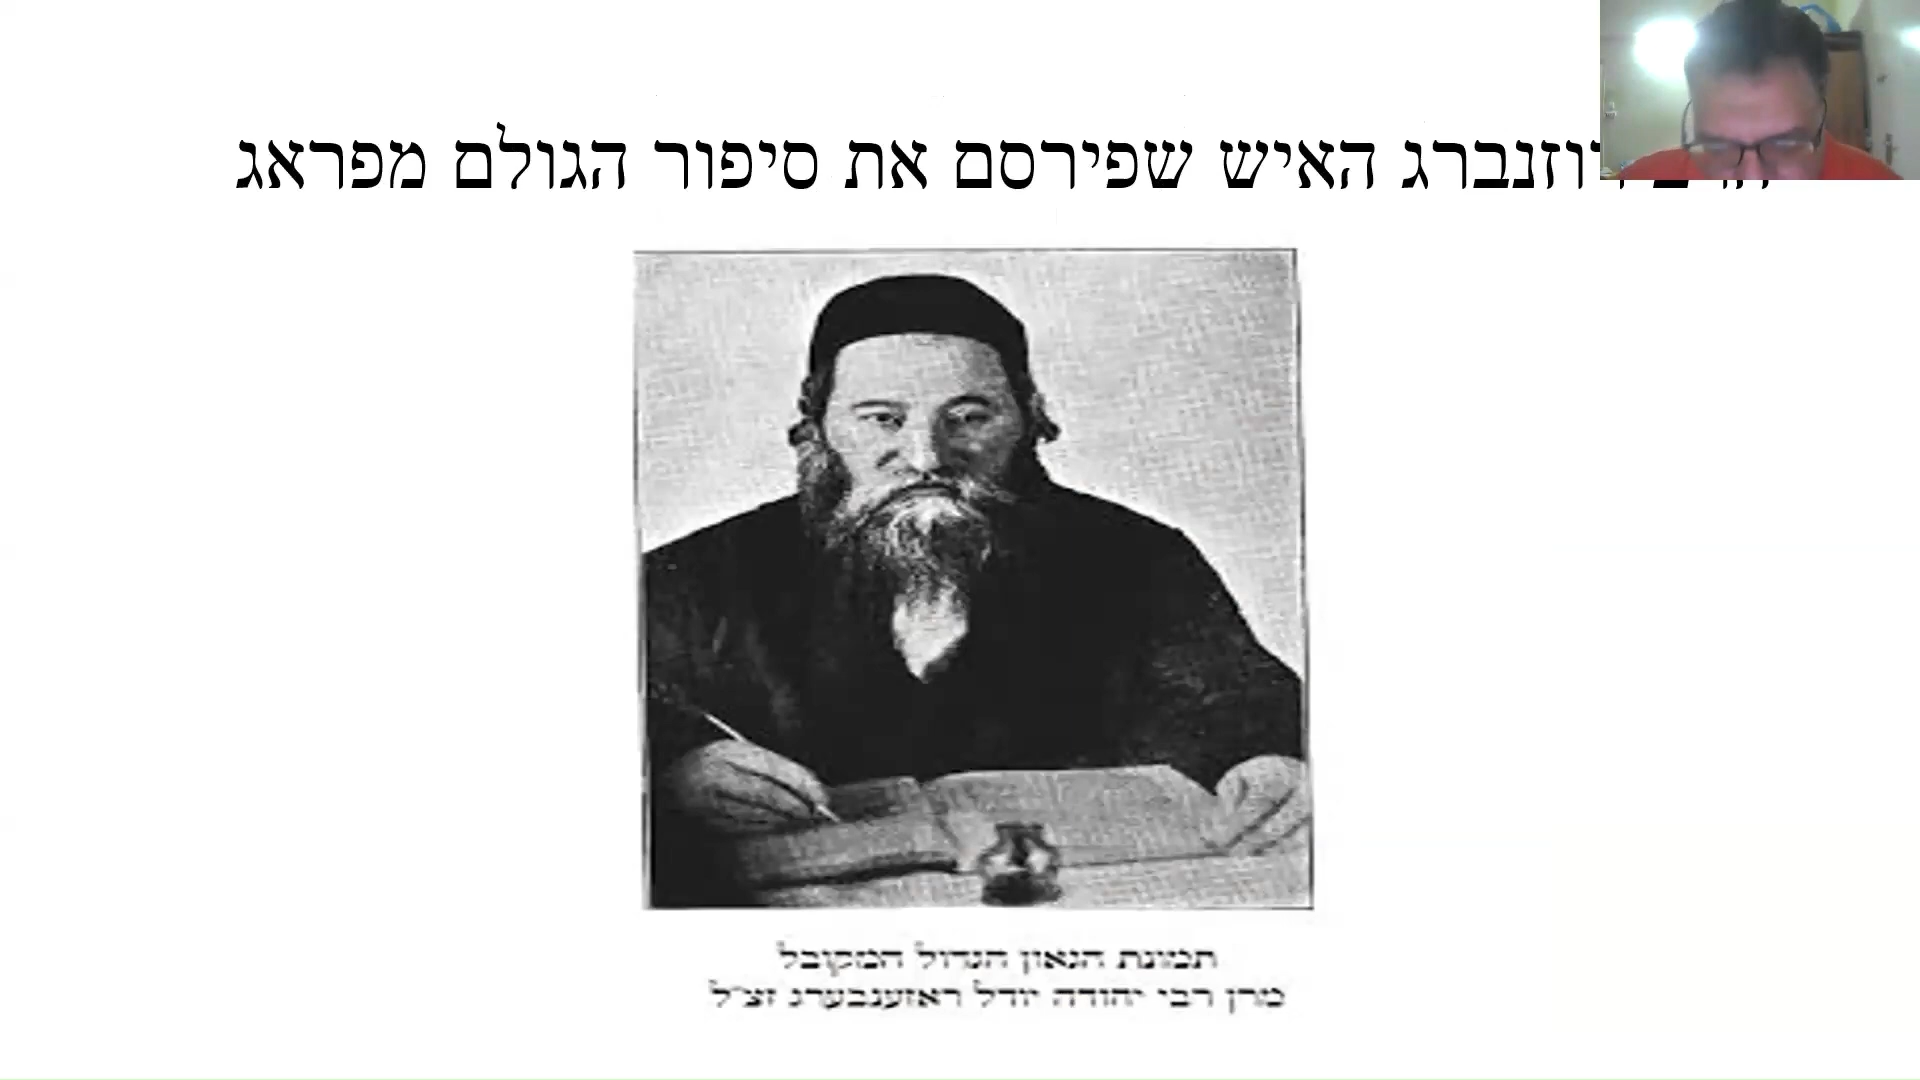 רוזנברג האיש שפירסם את סיפור הגולם מפראג
תמונת הגאון הגדול המקובל
מרן רבי יהודה יודל ראזענבערג זצ"ל